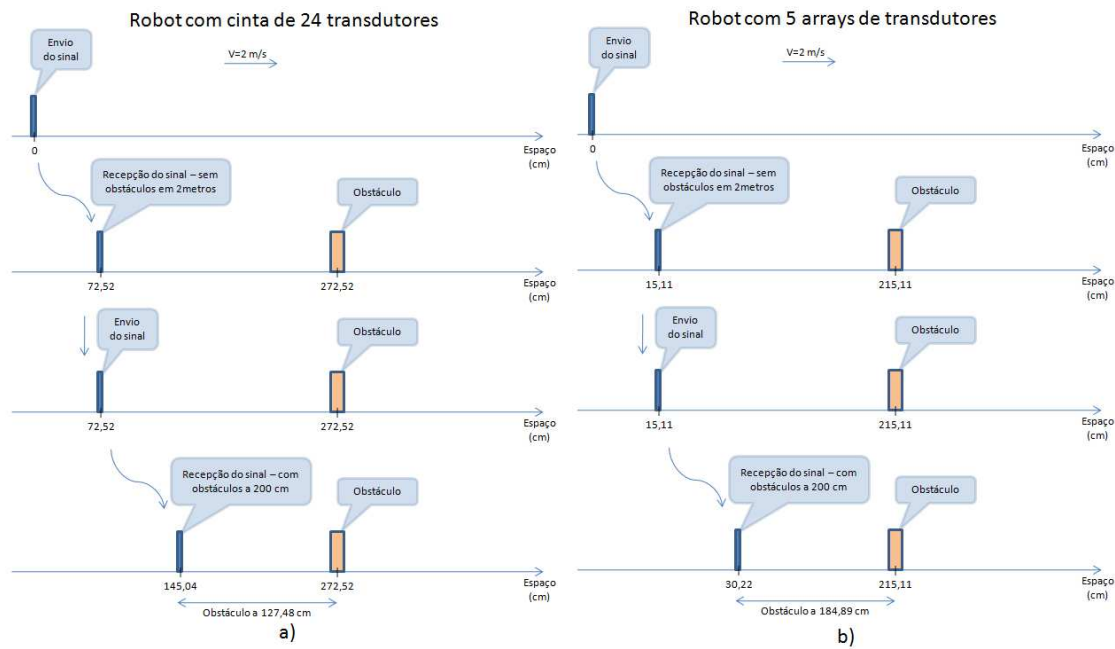 Robot com cinta de 24 transdutores
Envio
do sinal
V=2 m/s
0
Espaço
(cm)
Recepção do sinal – sem
obstáculos em 2metros
Obstáculo
72,52
272,52
Espaço
(cm)
Envio
do sinal
Obstáculo
72,52
272,52
Espaço
(cm)
Recepção do sinal – com
obstáculos a 200 cm
Obstáculo
145,04
272,52
Espaço
(cm)
Obstáculo a 127,48 cm
a)
Robot com 5 arrays de transdutores
Envio
do sinal
V=2 m/s
0
Espaço
(cm)
Recepção do sinal – sem
obstáculos em 2metros
Obstáculo
15,11
215,11
Espaço
(cm)
Envio
do sinal
Obstáculo
15,11
215,11
Espaço
(cm)
Recepção do sinal – com
obstáculos a 200 cm
Obstáculo
30,22
215,11
Espaço
(cm)
Obstáculo a 184,89 cm
b)